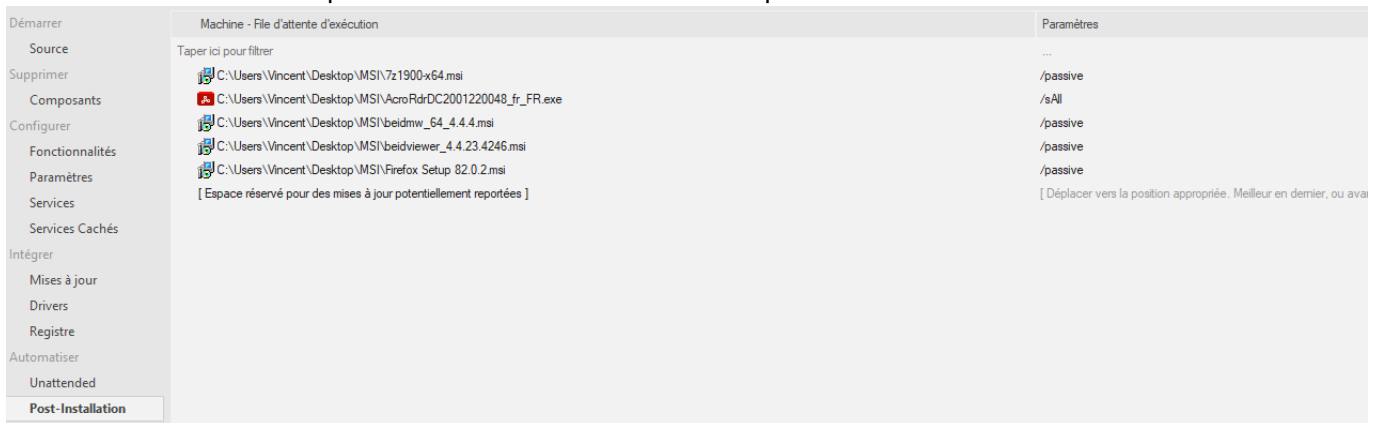 Démarrer
Machine - File d'attente d'exécution Paramètres
Source
Taper ici pour filtrer ...
Supprimer
C:\Users\Vincent\Desktop\MSI\7z1900-x64.msi /passive
Composants
C:\Users\Vincent\Desktop\MSI\AcroRdrDC2001220048_fr_FR.exe /sAll
Configurer
C:\Users\Vincent\Desktop\MSI\beidmw_64_4.4.4.msi /passive
Fonctionnalités
C:\Users\Vincent\Desktop\MSI\beidviewer_4.4.23.4246.msi /passive
Paramètres
C:\Users\Vincent\Desktop\MSI\Firefox Setup 82.0.2.msi /passive
Services
[ Espace réservé pour des mises à jour potentiellement reportées ] [ Déplacer vers la position appropriée. Meilleur en dernier, ou avan
Services Cachés
Intégrer
Mises à jour
Drivers
Registre
Automatiser
Unattended
Post-Installation